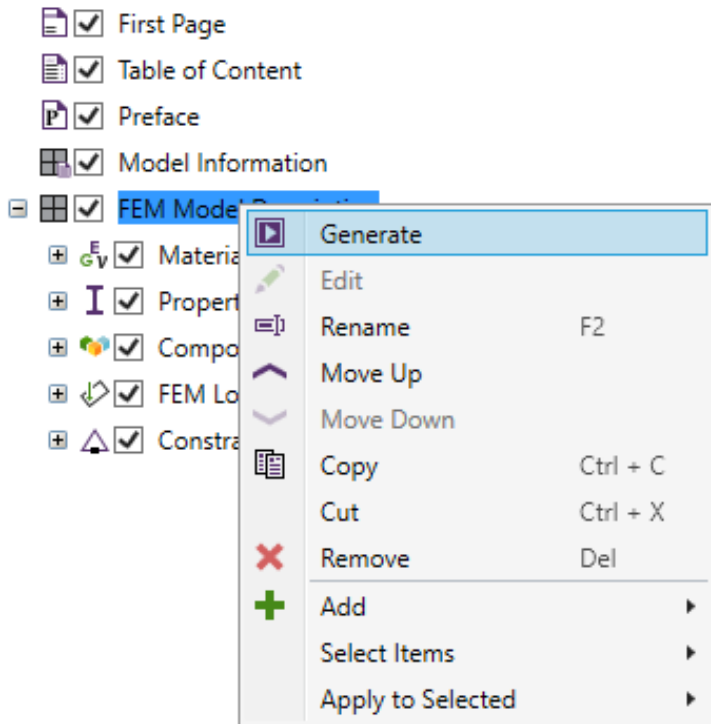 First Page
Table of Content
Preface
Model Information
FEM Model
Generate
Edit
Rename F2
Move Up
Move Down
Copy Ctrl + C
Cut Ctrl + X
Remove Del
Add
Select Items
Apply to Selected
Materia
Propert
Compo
FEM Lo
Constra